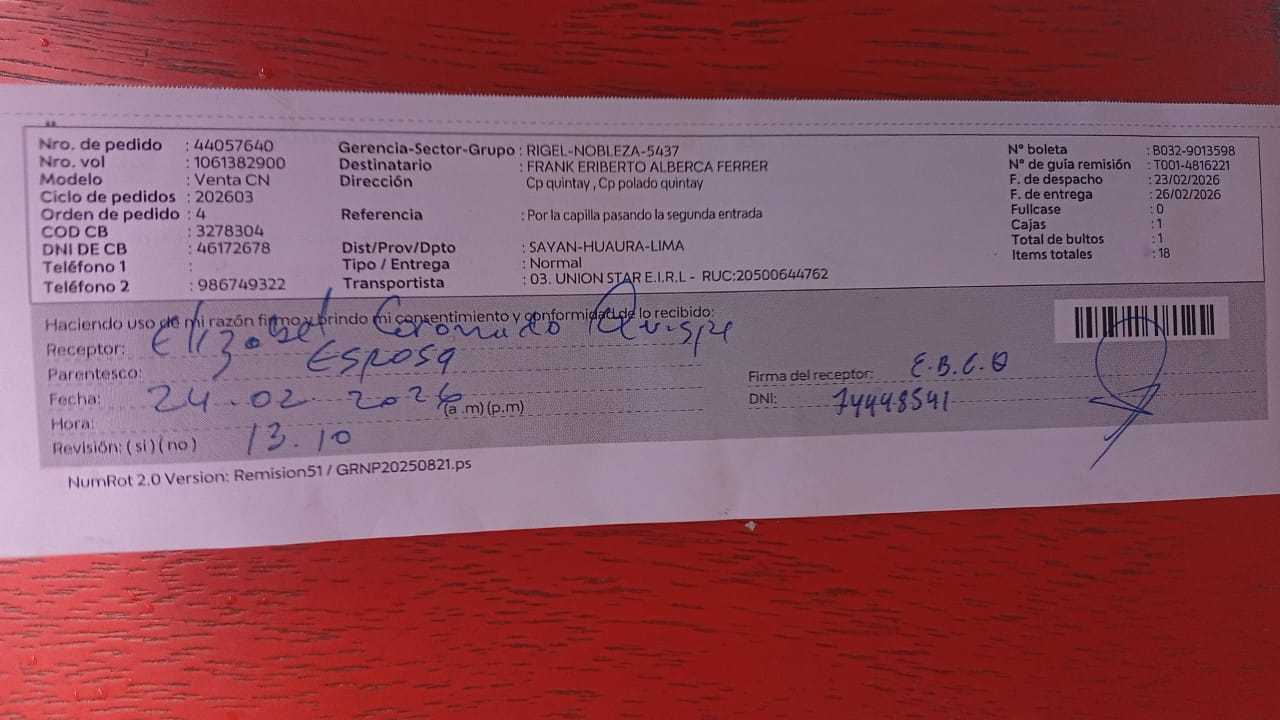 Nro. de pedido : 44057640
Nro. vol : 1061382900
Modelo : Venta CN
Ciclo de pedidos : 202603
Orden de pedido : 4
COD CB : 3278304
DNI DE CB : 46172678
Teléfono 1 :
Teléfono 2 : 986749322
Gerencia-Sector-Grupo : RIGEL-NOBLEZA-5437
Destinatario : FRANK ERIBERTO ALBERCA FERRER
Dirección Cp quintay , Cp polado quintay
Referencia : Por la capilla pasando la segunda entrada
Dist/Prov/Dpto : SAYAN-HUAURA-LIMA
Tipo / Entrega : Normal
Transportista : 03. UNION STAR E.I.R.L - RUC:20500644762
N° boleta : B032-9013598
N° de guía remisión : T001-4816221
F. de despacho : 23/02/2026
F. de entrega : 26/02/2026
Fullcase : 0
Cajas : 1
Total de bultos : 1
Items totales : 18
Haciendo uso de mi razón firmo y brindo mi consentimiento y conformidad de lo recibido:
Receptor: Elizabet Coronado Quispe
Parentesco: Esposa
Fecha: 24.02.2026
Hora: (a .m) (p.m)
Revisión: ( si ) ( no ) 13.10
Firma del receptor: E.B.C.Q
DNI: 74448541
NumRot 2.0 Version: Remision51 / GRNP20250821.ps